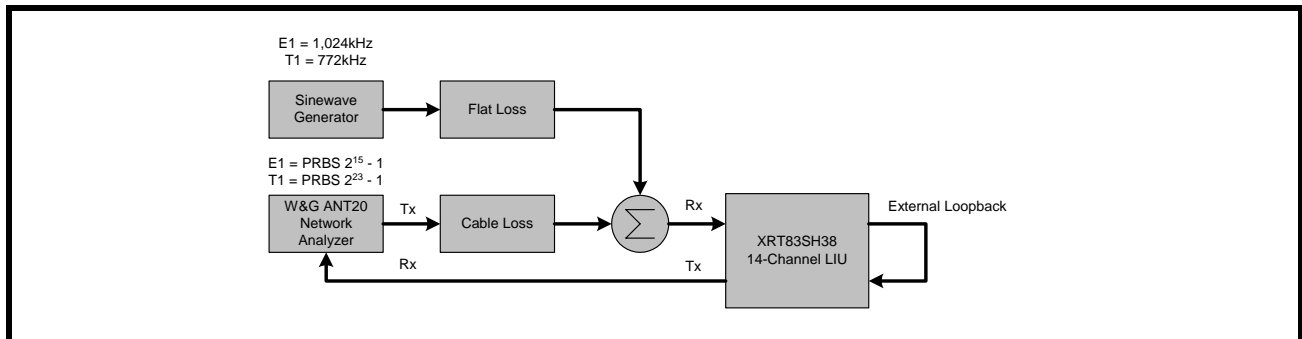 E1 = 1,024kHz
T1 = 772kHz
Sinewave
Generator
Flat Loss
E1 = PRBS 2¹⁵ - 1
T1 = PRBS 2²³ - 1
W&G ANT20
Network
Analyzer
Tx
Cable Loss
Σ
Rx
External Loopback
XRT83SH38
14-Channel LIU
Rx
Tx